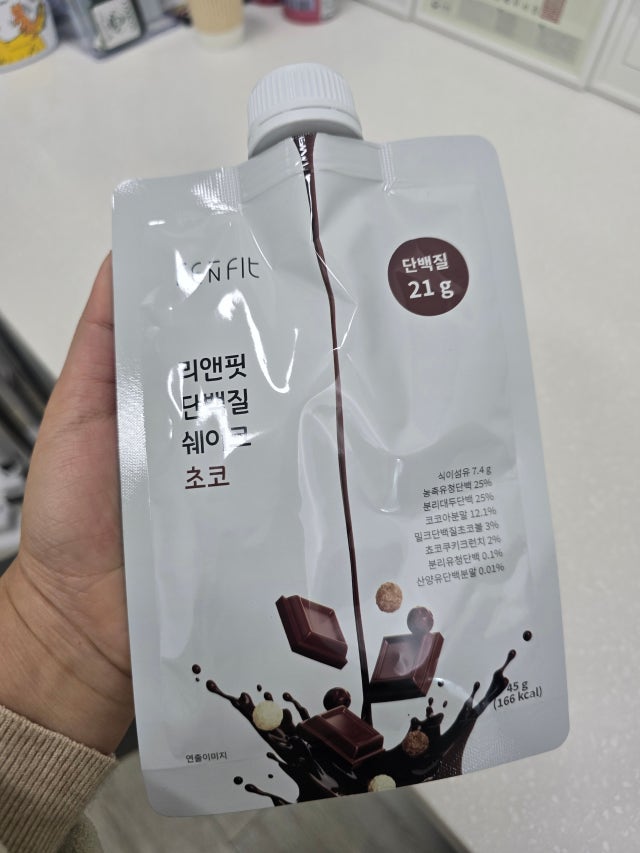 FIt
단백질
21 g
리앤핏
단백질
쉐이크
초코
식이섬유 7.4 g
농축유청단백 25%
분리대두단백 25%
코코아분말 12.1%
밀크단백질초코볼 3%
초코쿠키크런치 2%
분리유청단백 0.1%
산양유단백분말 0.01%
45 g
(166 kcal)
연출이미지